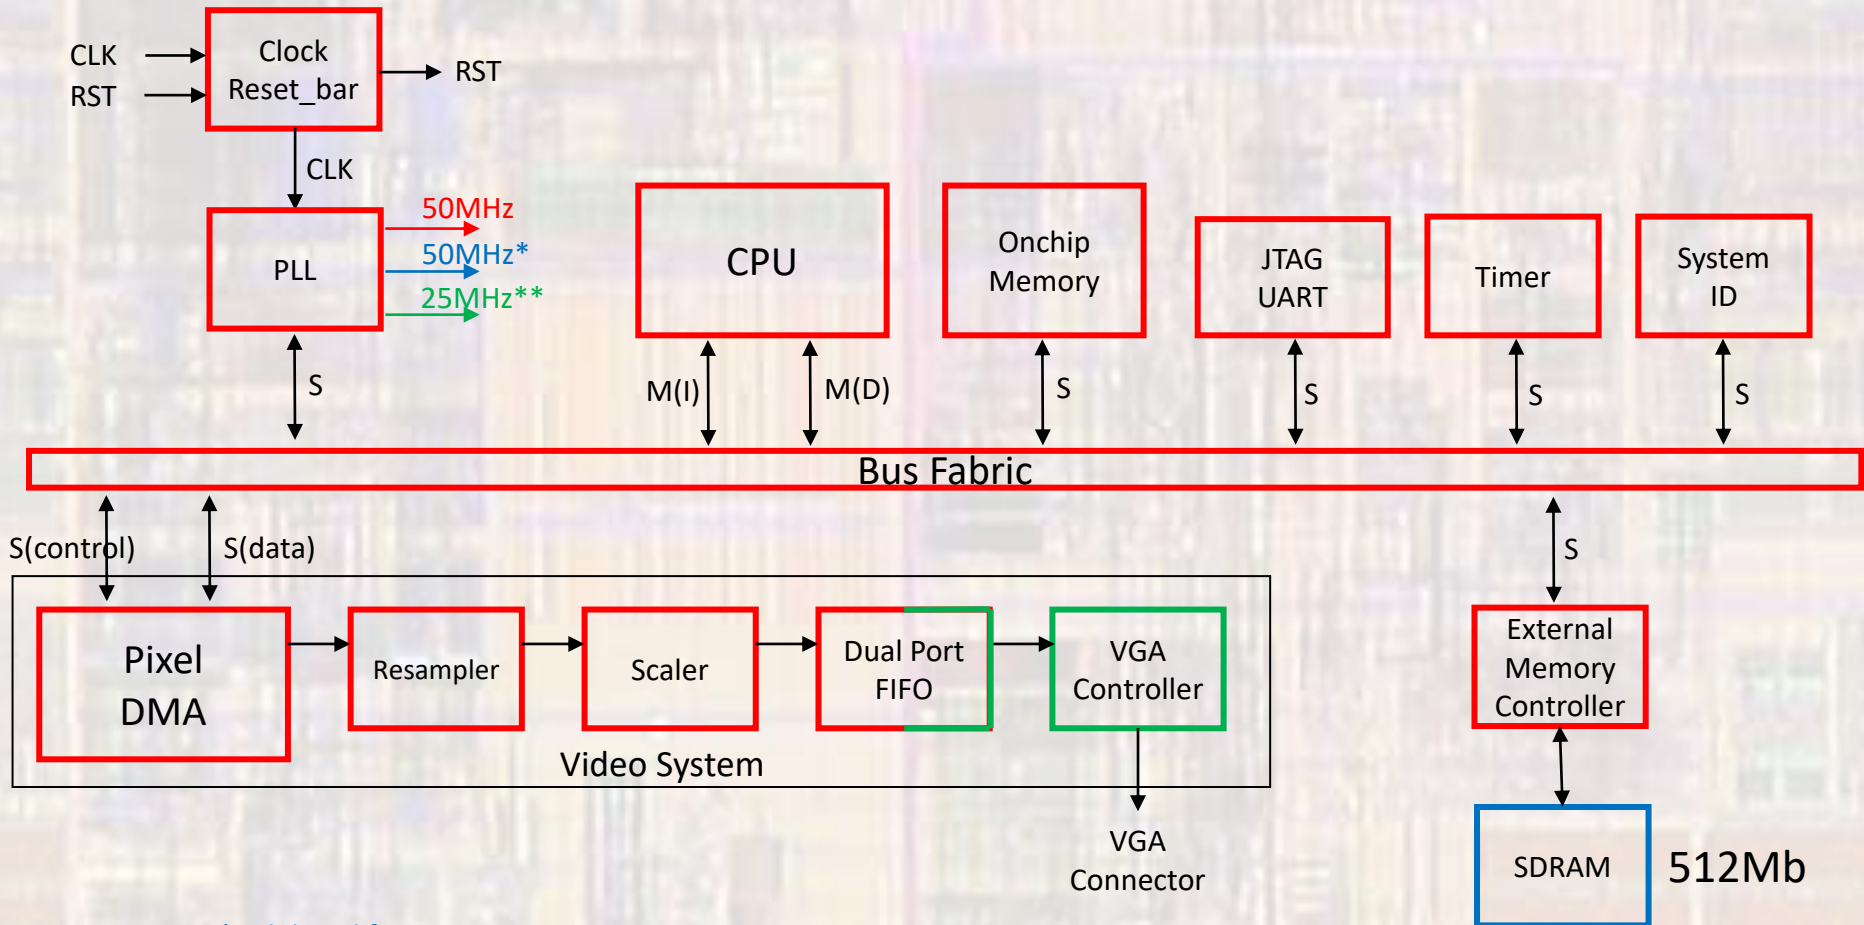 CLK
RST
Clock
Reset_bar
RST
CLK
PLL
50MHz
50MHz*
25MHz**
CPU
Onchip
Memory
JTAG
UART
Timer
System
ID
S
M(I)
M(D)
S
S
S
S
Bus Fabric
S(control)
S(data)
S
Pixel
DMA
Resampler
Scaler
Dual Port
FIFO
VGA
Controller
External
Memory
Controller
Video System
VGA
Connector
SDRAM
512Mb